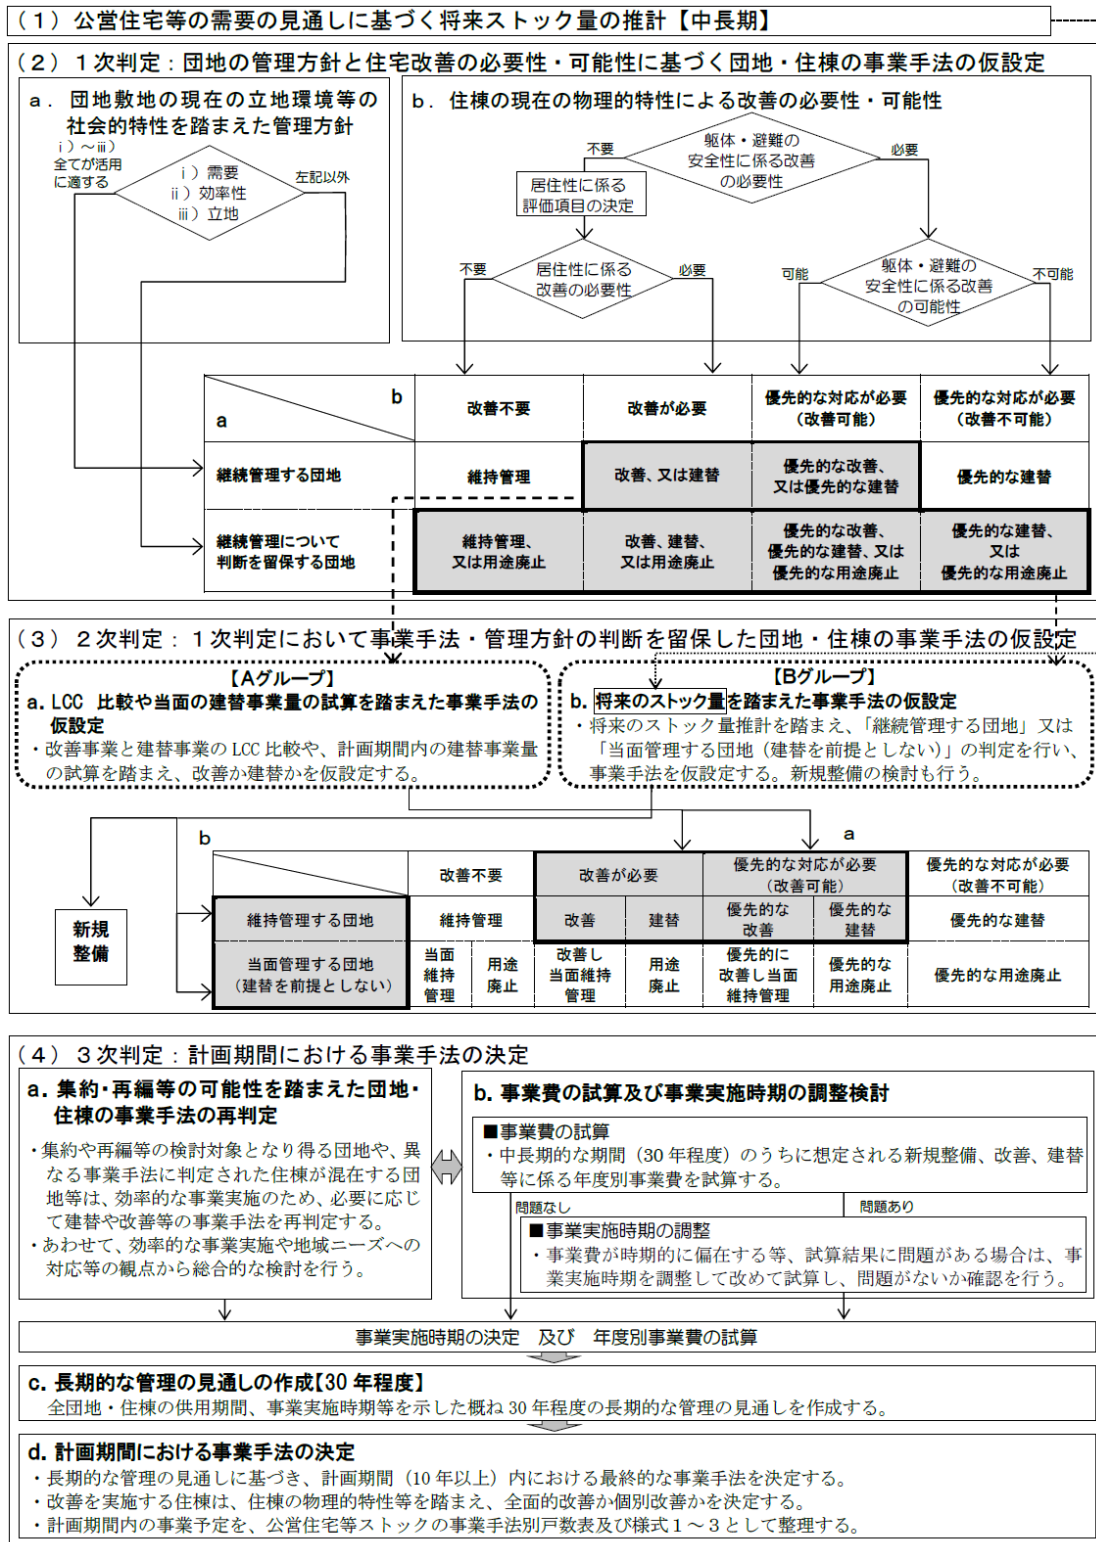 （１）公営住宅等の需要の見通しに基づく将来ストック量の推計【中長期】
（２）１次判定：団地の管理方針と住宅改善の必要性・可能性に基づく団地・住棟の事業手法の仮設定
a．団地敷地の現在の立地環境等の
社会的特性を踏まえた管理方針
ⅰ）～ⅲ）
全てが活用
に適する
ⅰ）需要
ⅱ）効率性
ⅲ）立地
左記以外
b．住棟の現在の物理的特性による改善の必要性・可能性
躯体・避難の
安全性に係る改善
の必要性
不要
必要
居住性に係る
評価項目の決定
居住性に係る
改善の必要性
不要
必要
躯体・避難の
安全性に係る改善
の可能性
可能
不可能
b
a
改善不要
改善が必要
優先的な対応が必要
（改善可能）
優先的な対応が必要
（改善不可能）
継続管理する団地
維持管理
改善、又は建替
優先的な改善、
又は優先的な建替
優先的な建替
継続管理について
判断を留保する団地
維持管理、
又は用途廃止
改善、建替、
又は用途廃止
優先的な改善、
優先的な建替、又は
優先的な用途廃止
優先的な建替、
又は
優先的な用途廃止
（３）２次判定：１次判定において事業手法・管理方針の判断を留保した団地・住棟の事業手法の仮設定
【Aグループ】
a. LCC 比較や当面の建替事業量の試算を踏まえた事業手法の
仮設定
・改善事業と建替事業の LCC 比較や、計画期間内の建替事業量
の試算を踏まえ、改善か建替かを仮設定する。
【Bグループ】
b. 将来のストック量を踏まえた事業手法の仮設定
・将来のストック量推計を踏まえ、「継続管理する団地」又は
「当面管理する団地（建替を前提としない）」の判定を行い、
事業手法を仮設定する。新規整備の検討も行う。
b
a
新規
整備
改善不要
改善が必要
優先的な対応が必要
（改善可能）
優先的な対応が必要
（改善不可能）
維持管理する団地
維持管理
改善
建替
優先的な
改善
優先的な
建替
優先的な建替
当面管理する団地
（建替を前提としない）
当面
維持
管理
用途
廃止
改善し
当面維持
管理
用途
廃止
優先的に
改善し当面
維持管理
優先的な
用途廃止
優先的な用途廃止
（４）３次判定：計画期間における事業手法の決定
a. 集約・再編等の可能性を踏まえた団地・
住棟の事業手法の再判定
・集約や再編等の検討対象となり得る団地や、異
なる事業手法に判定された住棟が混在する団
地等は、効率的な事業実施のため、必要に応じ
て建替や改善等の事業手法を再判定する。
・あわせて、効率的な事業実施や地域ニーズへの
対応等の観点から総合的な検討を行う。
b. 事業費の試算及び事業実施時期の調整検討
■事業費の試算
・中長期的な期間（30 年程度）のうちに想定される新規整備、改善、建替
等に係る年度別事業費を試算する。
問題なし
問題あり
■事業実施時期の調整
・事業費が時期的に偏在する等、試算結果に問題がある場合は、事
業実施時期を調整して改めて試算し、問題がないか確認を行う。
事業実施時期の決定　及び　年度別事業費の試算
c. 長期的な管理の見通しの作成【30 年程度】
全団地・住棟の供用期間、事業実施時期等を示した概ね 30 年程度の長期的な管理の見通しを作成する。
d. 計画期間における事業手法の決定
・長期的な管理の見通しに基づき、計画期間（10 年以上）内における最終的な事業手法を決定する。
・改善を実施する住棟は、住棟の物理的特性等を踏まえ、全面的改善か個別改善かを決定する。
・計画期間内の事業予定を、公営住宅等ストックの事業手法別戸数表及び様式１～３として整理する。